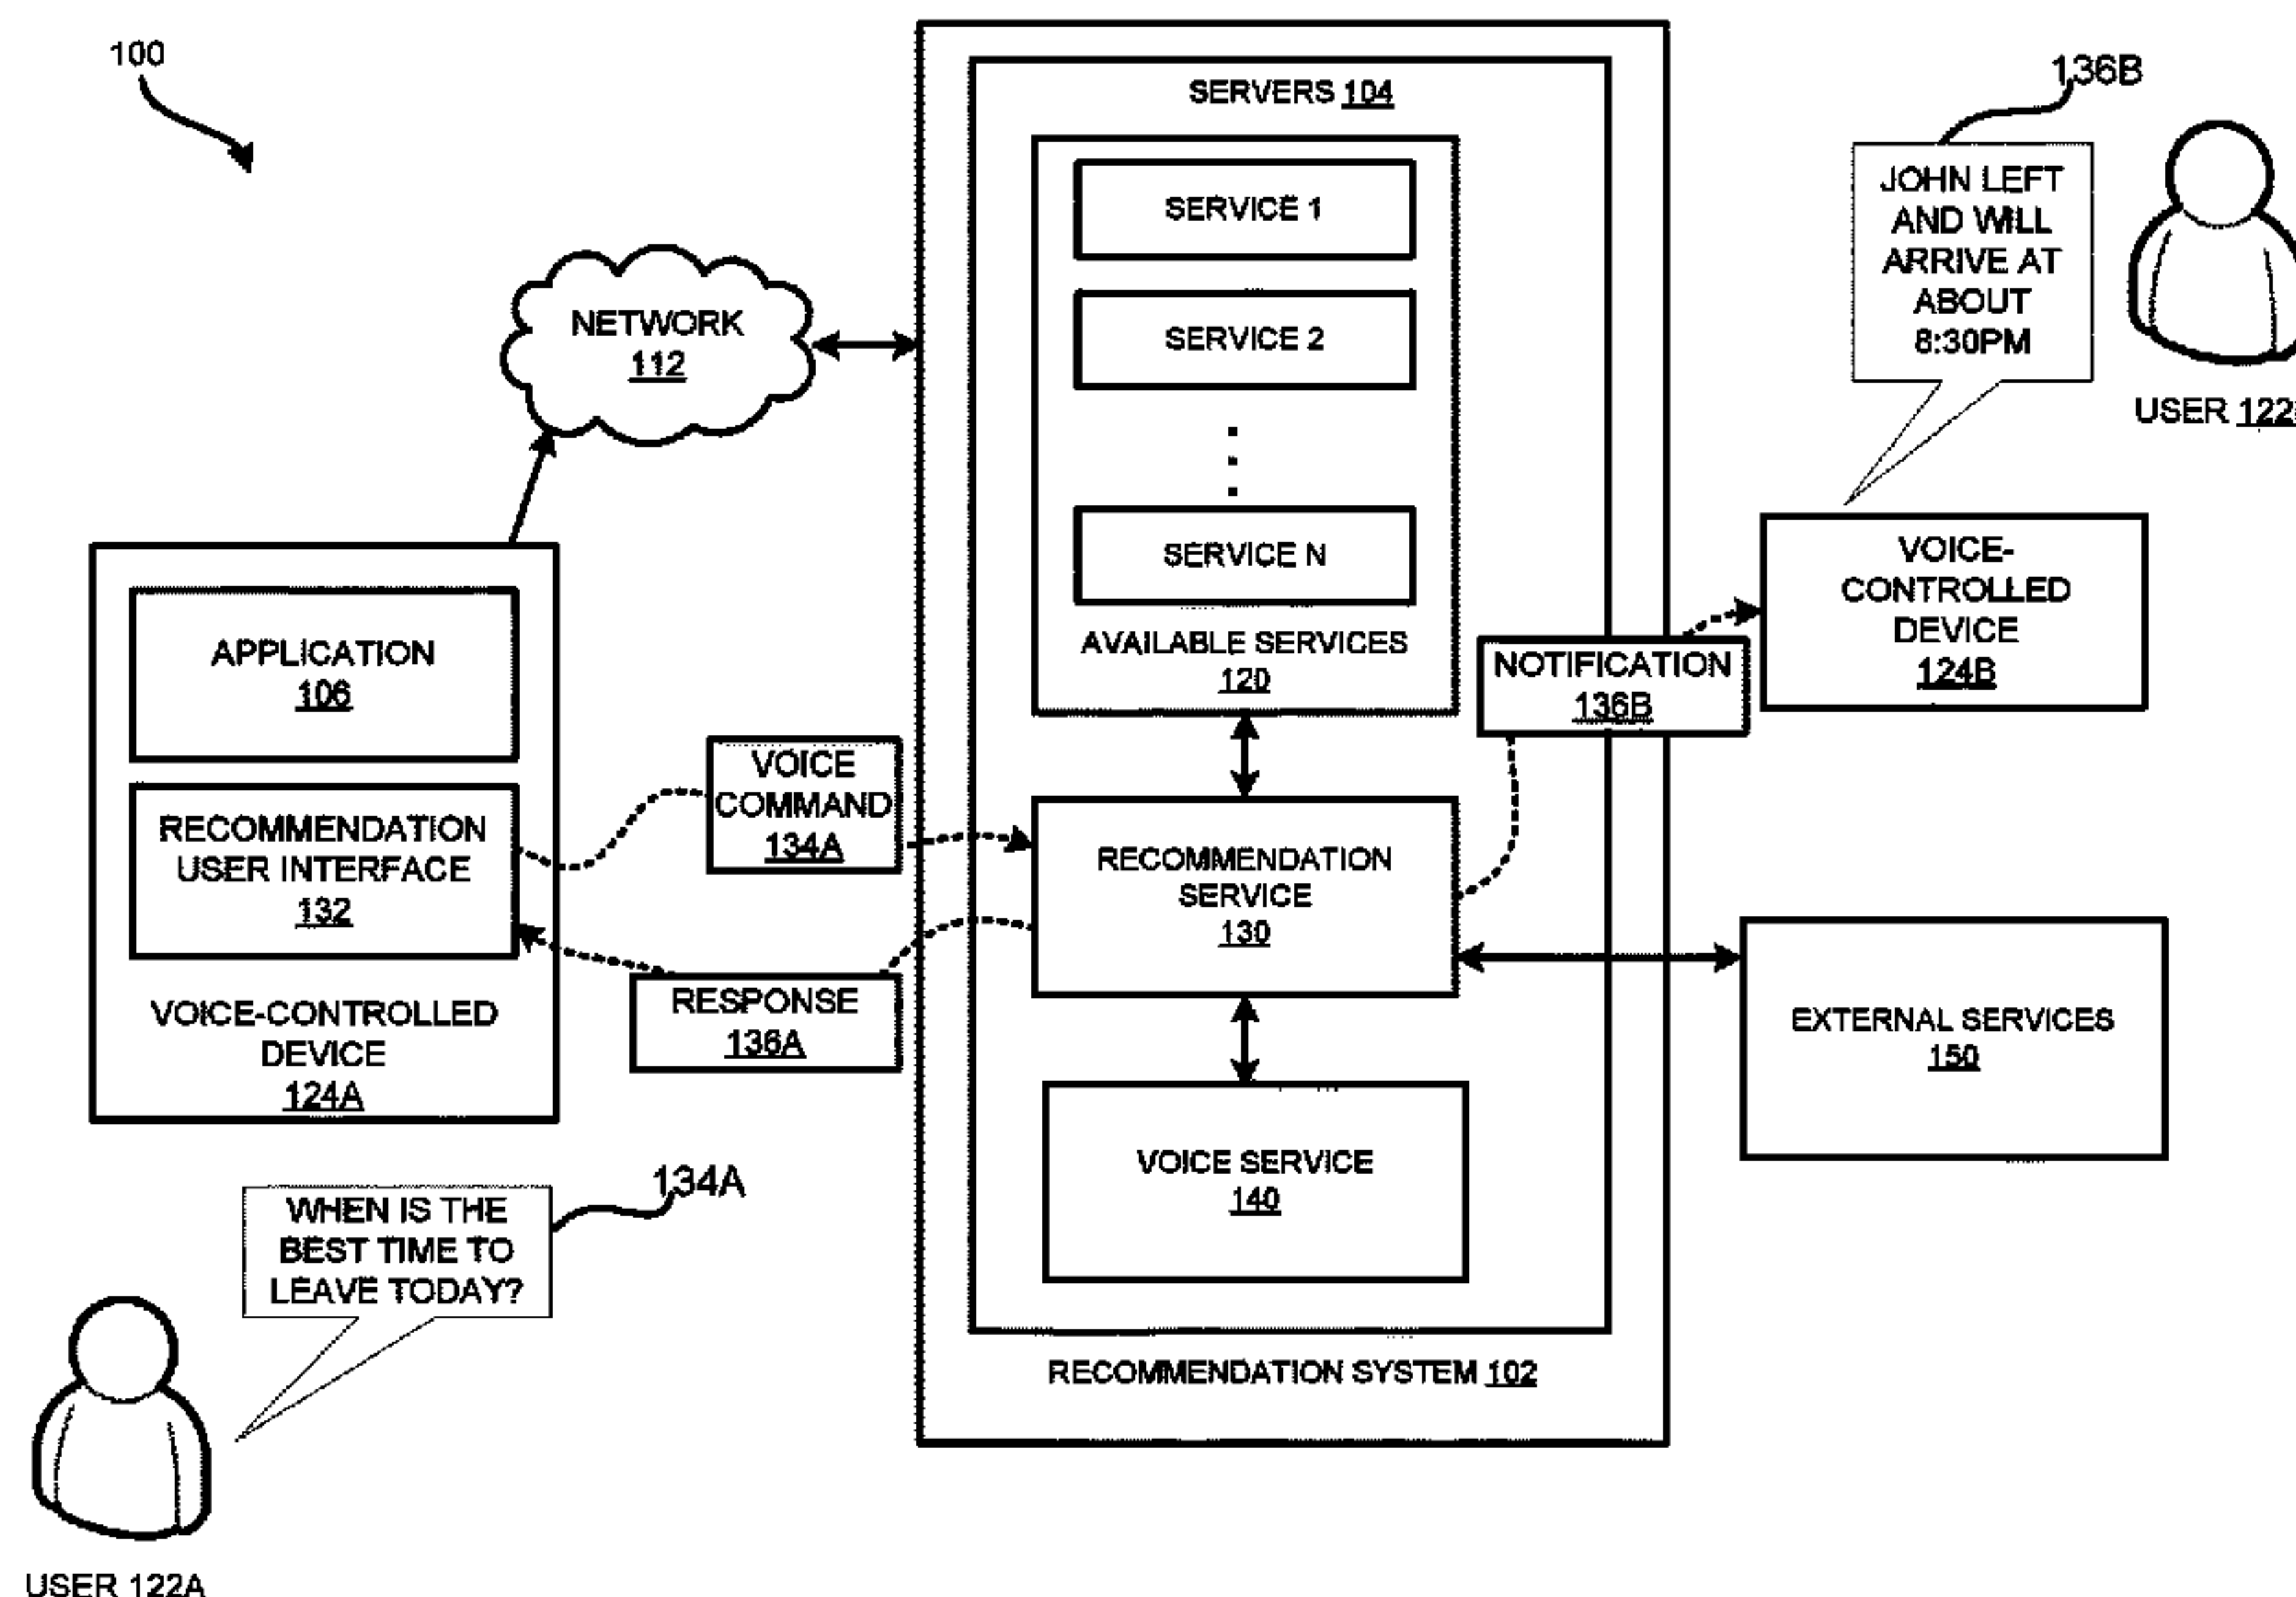 100
SERVERS 104
SERVICE 1
SERVICE 2
SERVICE N
AVAILABLE SERVICES
120
NETWORK
112
136B
JOHN LEFT
AND WILL
ARRIVE AT
ABOUT
8:30PM
USER 122
VOICE-
CONTROLLED
DEVICE
124B
NOTIFICATION
136B
APPLICATION
106
RECOMMENDATION
USER INTERFACE
132
VOICE-CONTROLLED
DEVICE
124A
VOICE
COMMAND
134A
RESPONSE
136A
RECOMMENDATION
SERVICE
130
EXTERNAL SERVICES
150
VOICE SERVICE
140
RECOMMENDATION SYSTEM 102
134A
WHEN IS THE
BEST TIME TO
LEAVE TODAY?
USER 122A